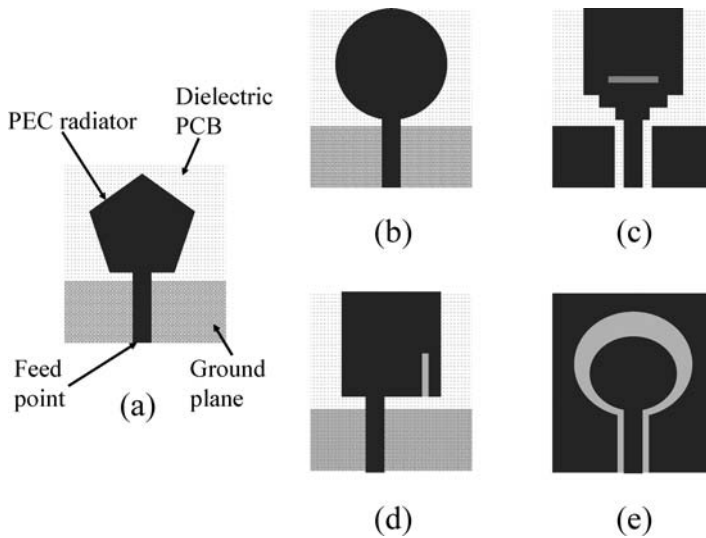 Dielectric
PCB
PEC radiator
Feed
point
Ground
plane
(a)
(b)
(c)
(d)
(e)